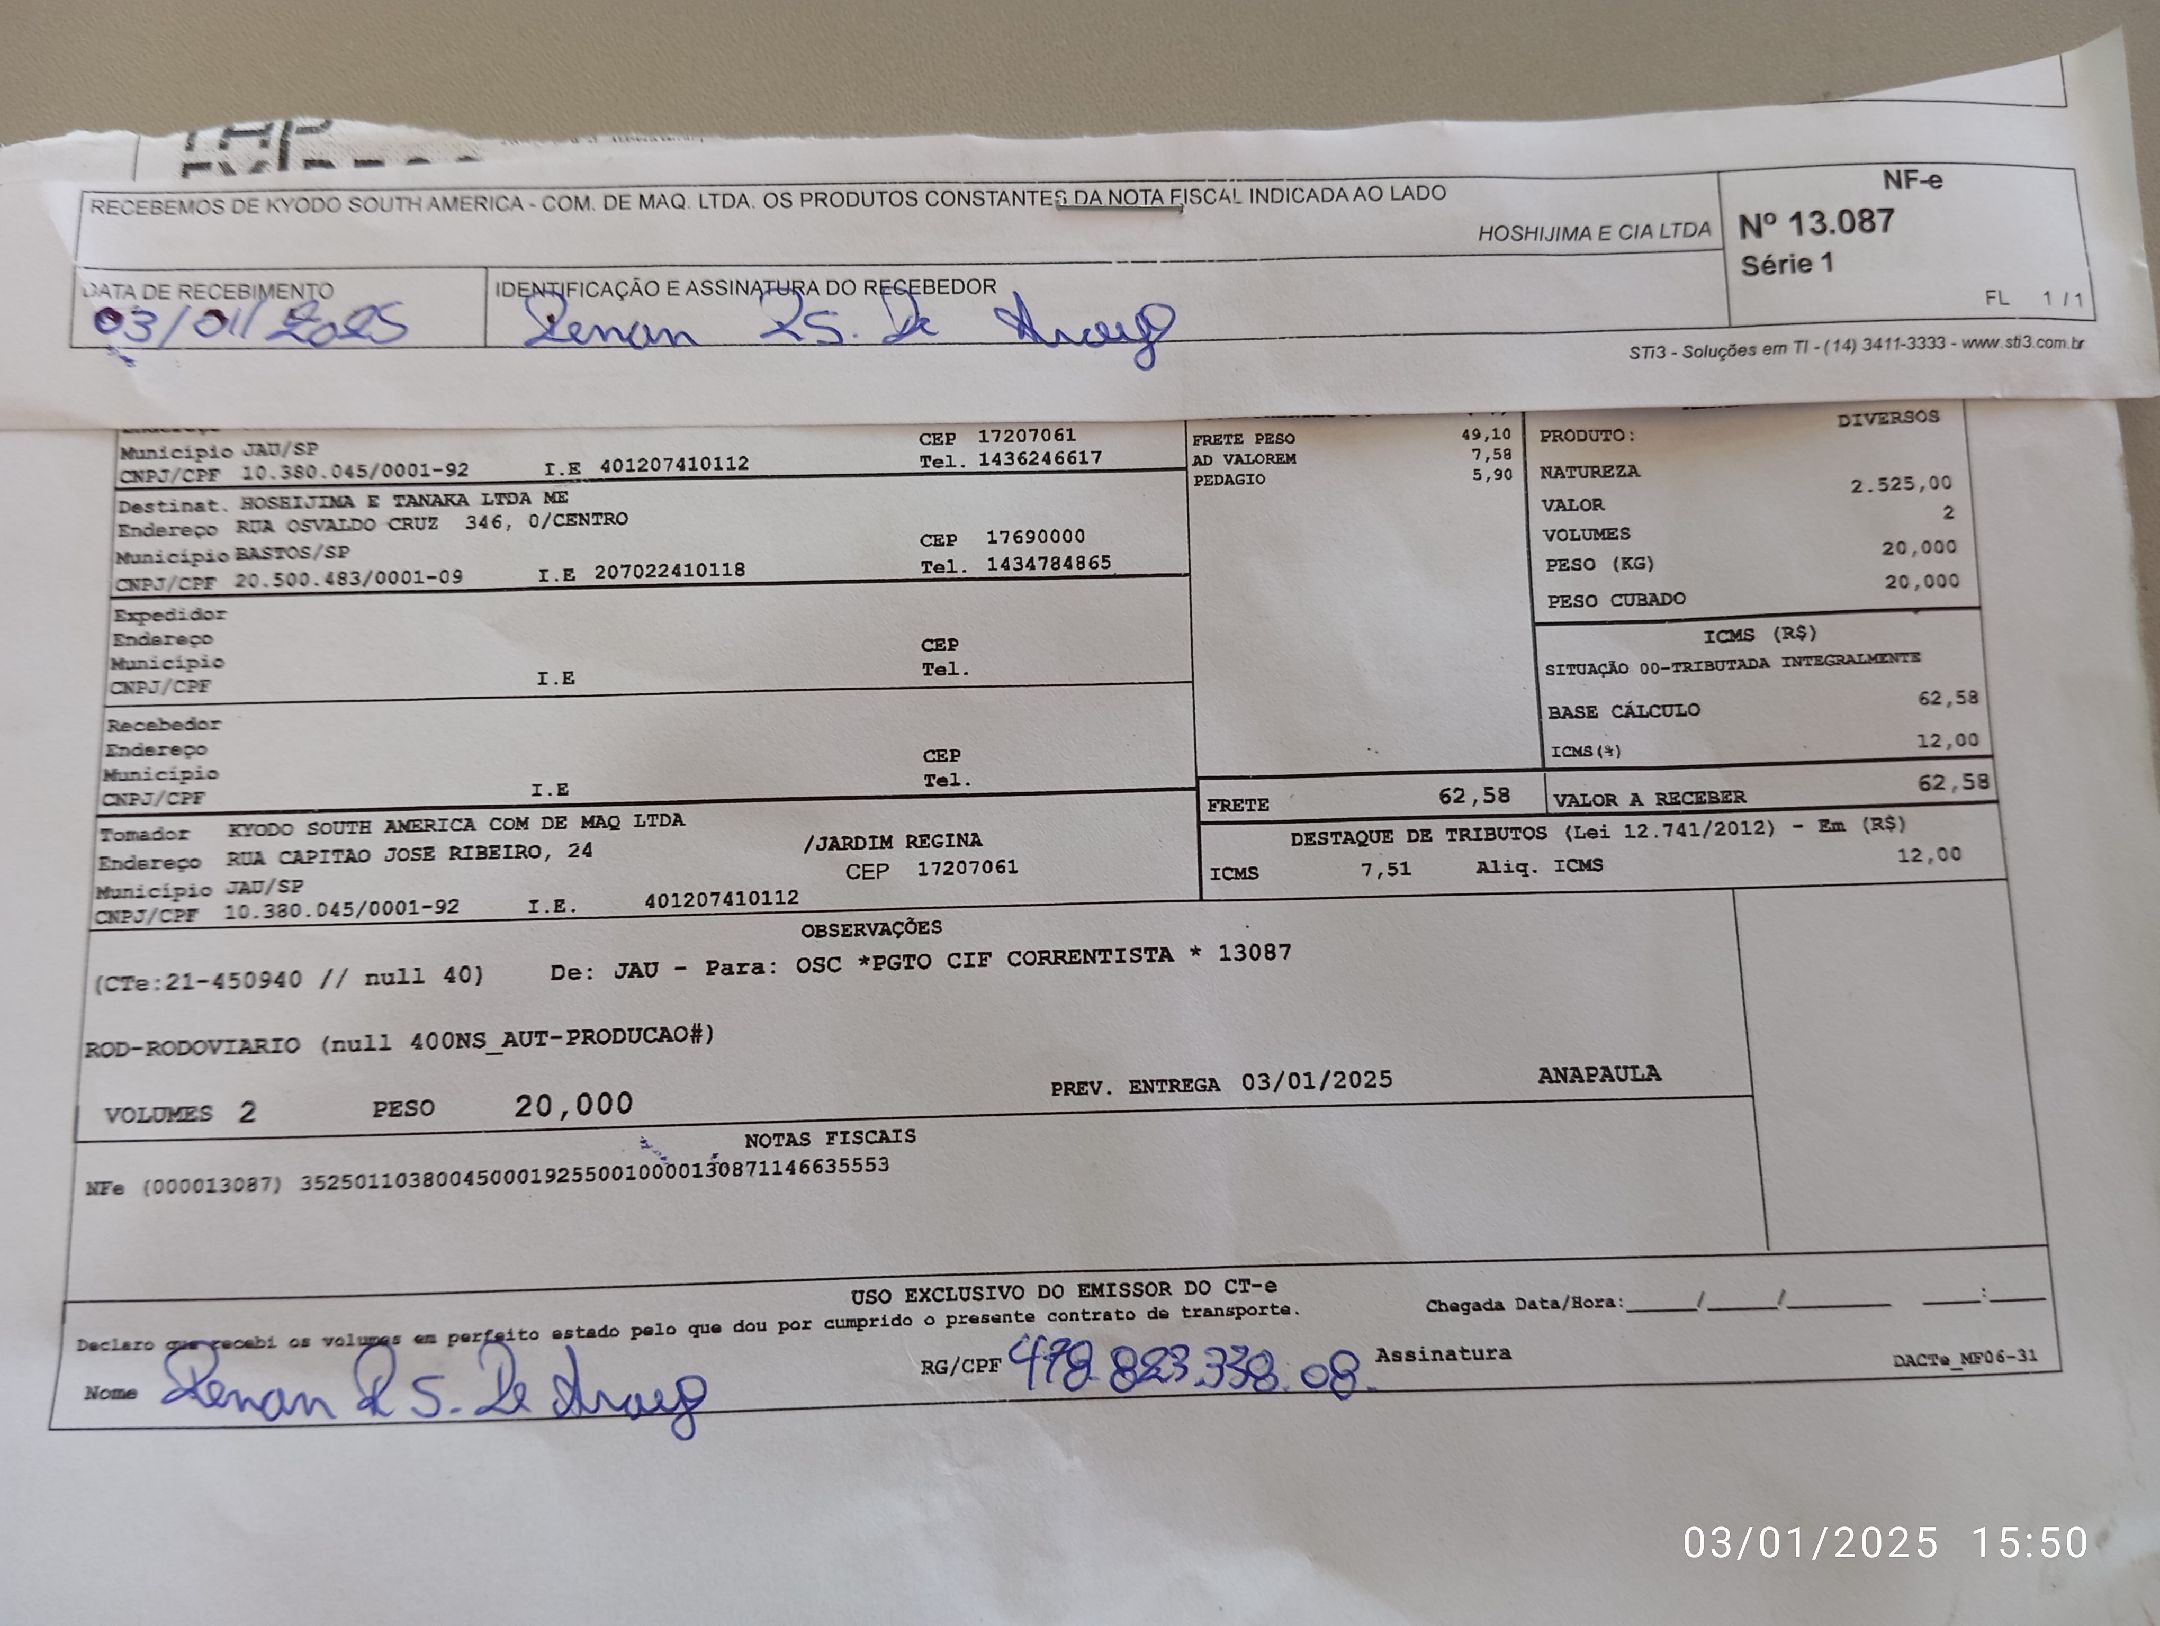 RECEBEMOS DE KYODO SOUTH AMERICA - COM. DE MAQ. LTDA. OS PRODUTOS CONSTANTES DA NOTA FISCAL INDICADA AO LADO
HOSHIJIMA E CIA LTDA
NF-e
Nº 13.087
Série 1
FL 1 / 1
DATA DE RECEBIMENTO
03/01/2025
IDENTIFICAÇÃO E ASSINATURA DO RECEBEDOR
Renan R S. De Araujo
STi3 - Soluções em TI - (14) 3411-3333 - www.sti3.com.br
Município JAU/SP CEP 17207061
CNPJ/CPF 10.380.045/0001-92 I.E 401207410112 Tel. 1436246617
Destinat. HOSHIJIMA E TANAKA LTDA ME
Endereço RUA OSVALDO CRUZ 346, 0/CENTRO
Município BASTOS/SP CEP 17690000
CNPJ/CPF 20.500.483/0001-09 I.E 207022410118 Tel. 1434784865
Expedidor
Endereço
Município CEP
CNPJ/CPF I.E Tel.
Recebedor
Endereço
Município CEP
CNPJ/CPF I.E Tel.
Tomador KYODO SOUTH AMERICA COM DE MAQ LTDA
Endereço RUA CAPITAO JOSE RIBEIRO, 24 /JARDIM REGINA
Município JAU/SP CEP 17207061
CNPJ/CPF 10.380.045/0001-92 I.E. 401207410112
FRETE PESO 49,10
AD VALOREM 7,58
PEDAGIO 5,90
DIVERSOS
PRODUTO:
NATUREZA
VALOR 2.525,00
VOLUMES 2
PESO (KG) 20,000
PESO CUBADO 20,000
ICMS (R$)
SITUAÇÃO 00-TRIBUTADA INTEGRALMENTE
BASE CÁLCULO 62,58
ICMS(%) 12,00
FRETE 62,58 VALOR A RECEBER 62,58
DESTAQUE DE TRIBUTOS (Lei 12.741/2012) - Em (R$)
ICMS 7,51 Aliq. ICMS 12,00
OBSERVAÇÕES
(CTe:21-450940 // null 40) De: JAU - Para: OSC *PGTO CIF CORRENTISTA * 13087
ROD-RODOVIARIO (null 400NS_AUT-PRODUCAO#)
VOLUMES 2 PESO 20,000 PREV. ENTREGA 03/01/2025 ANAPAULA
NOTAS FISCAIS
NFe (000013087) 35250110380045000192550010000130871146635553
USO EXCLUSIVO DO EMISSOR DO CT-e
Declaro que recebi os volumes em perfeito estado pelo que dou por cumprido o presente contrato de transporte. Chegada Data/Hora:____/____/______ ____:____
Nome Renan R S. De Araujo RG/CPF 498.823.338.08. Assinatura DACTe_MF06-31
03/01/2025 15:50